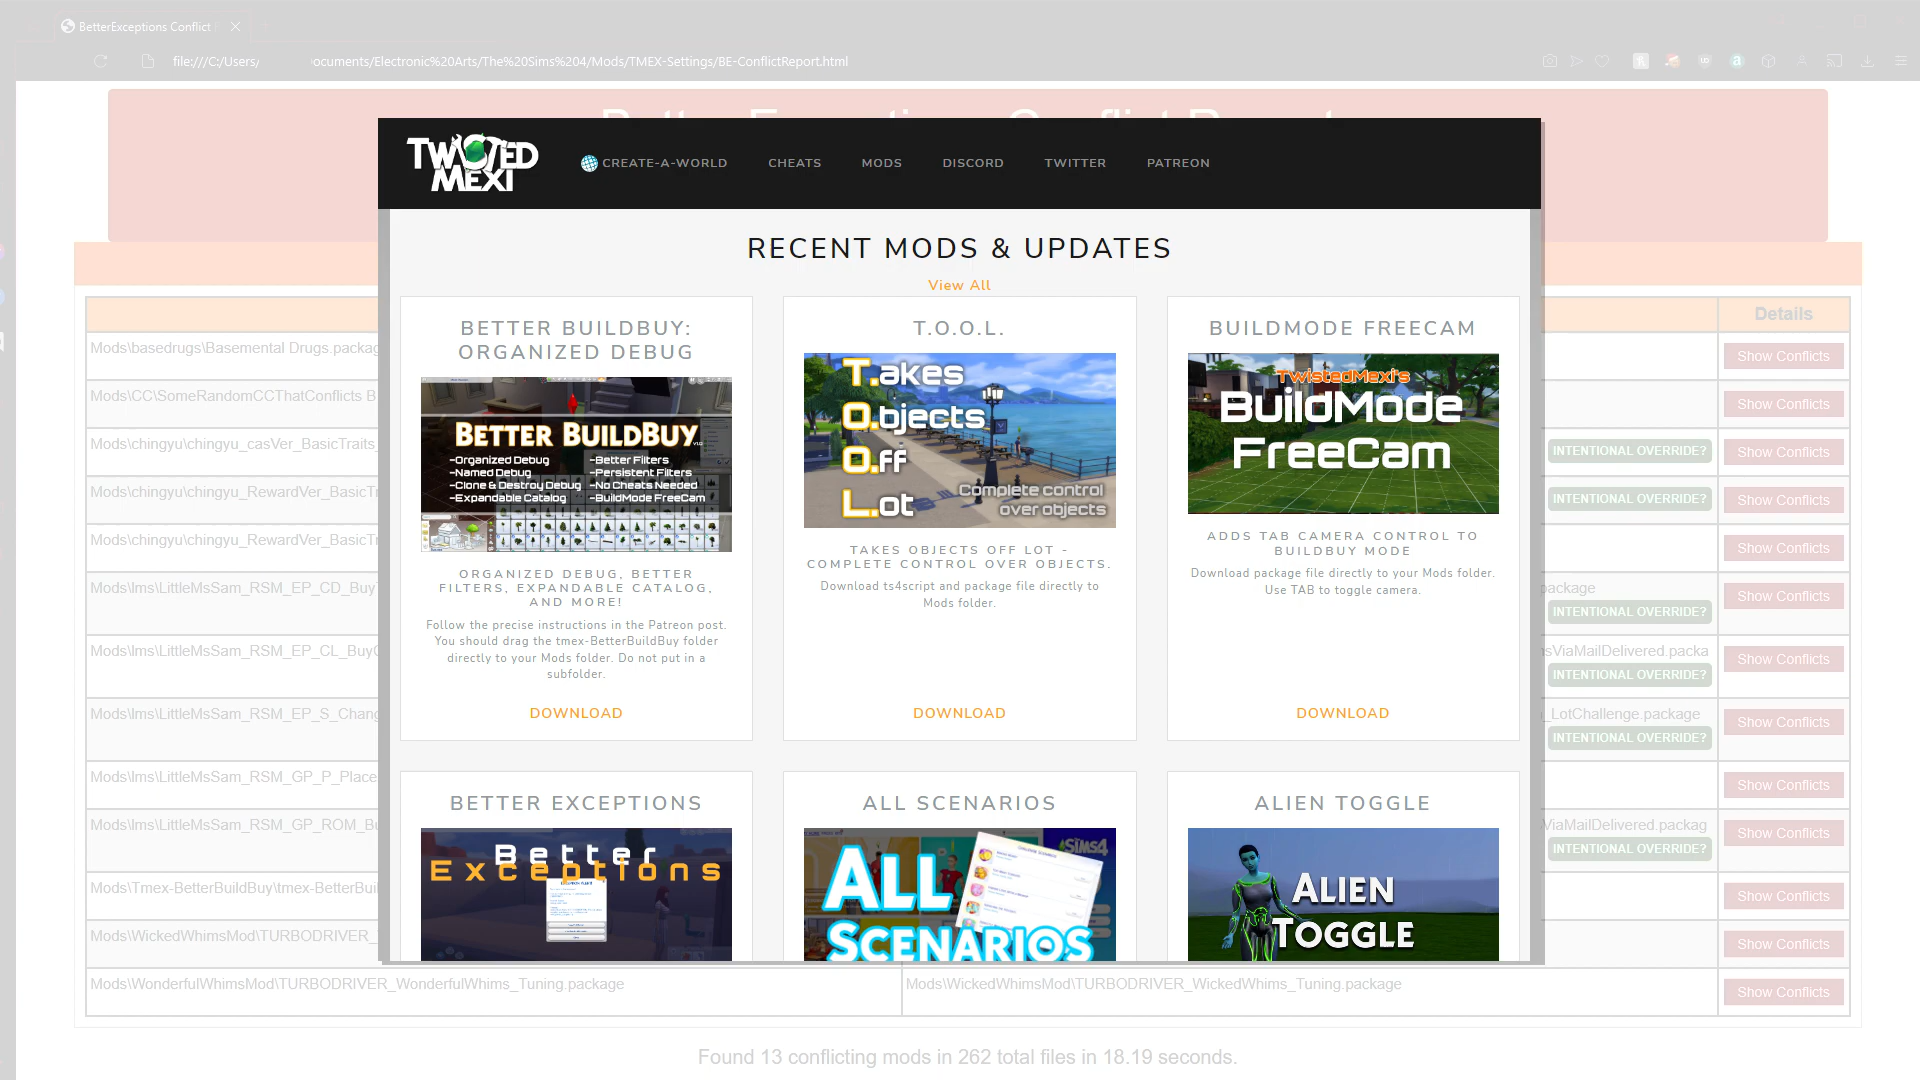 BetterExceptions Conflict
file:///C:/Users/ ocuments/Electronic%20Arts/The%20Sims%204/Mods/TMEX-Settings/BE-ConflictReport.html
TWISTED
MEXI
CREATE-A-WORLD
CHEATS
MODS
DISCORD
TWITTER
PATREON
RECENT MODS & UPDATES
View All
BETTER BUILDBUY:
ORGANIZED DEBUG
BETTER BUILDBUY
-Organized Debug
-Named Debug
-Clone & Destroy Debug
-Expandable Catalog
-Better Filters
-Persistent Filters
-No Cheats Needed
-BuildMode FreeCam
ORGANIZED DEBUG, BETTER
FILTERS, EXPANDABLE CATALOG,
AND MORE!
Follow the precise instructions in the Patreon post.
You should drag the tmex-BetterBuildBuy folder
directly to your Mods folder. Do not put in a
subfolder.
DOWNLOAD
T.O.O.L.
T.akes
O.bjects
O.ff
L.ot
Complete control
over objects
TAKES OBJECTS OFF LOT -
COMPLETE CONTROL OVER OBJECTS.
Download ts4script and package file directly to
Mods folder.
DOWNLOAD
BUILDMODE FREECAM
TwistedMexi's
BuildMode
FreeCam
ADDS TAB CAMERA CONTROL TO
BUILDBUY MODE
Download package file directly to your Mods folder.
Use TAB to toggle camera.
DOWNLOAD
BETTER EXCEPTIONS
Better
Exceptions
ALL SCENARIOS
ALL
SCENARIOS
SIMS4
ALIEN TOGGLE
ALIEN
TOGGLE
Details
Mods\basedrugs\Basemental Drugs.packag
Show Conflicts
Mods\CC\SomeRandomCCThatConflicts B
Show Conflicts
Mods\chingyu\chingyu_casVer_BasicTraits_
INTENTIONAL OVERRIDE?
Show Conflicts
Mods\chingyu\chingyu_RewardVer_BasicTr
INTENTIONAL OVERRIDE?
Show Conflicts
Mods\chingyu\chingyu_RewardVer_BasicTr
Show Conflicts
Mods\lms\LittleMsSam_RSM_EP_CD_Buy
package
INTENTIONAL OVERRIDE?
Show Conflicts
Mods\lms\LittleMsSam_RSM_EP_CL_BuyC
sViaMailDelivered.packa
INTENTIONAL OVERRIDE?
Show Conflicts
Mods\lms\LittleMsSam_RSM_EP_S_Chang
_LotChallenge.package
INTENTIONAL OVERRIDE?
Show Conflicts
Mods\lms\LittleMsSam_RSM_GP_P_Place
Show Conflicts
Mods\lms\LittleMsSam_RSM_GP_ROM_Bu
ViaMailDelivered.packag
INTENTIONAL OVERRIDE?
Show Conflicts
Mods\Tmex-BetterBuildBuy\tmex-BetterBuil
Show Conflicts
Mods\WickedWhimsMod\TURBODRIVER_
Show Conflicts
Mods\WonderfulWhimsMod\TURBODRIVER_WonderfulWhims_Tuning.package
Mods\WickedWhimsMod\TURBODRIVER_WickedWhims_Tuning.package
Show Conflicts
Found 13 conflicting mods in 262 total files in 18.19 seconds.